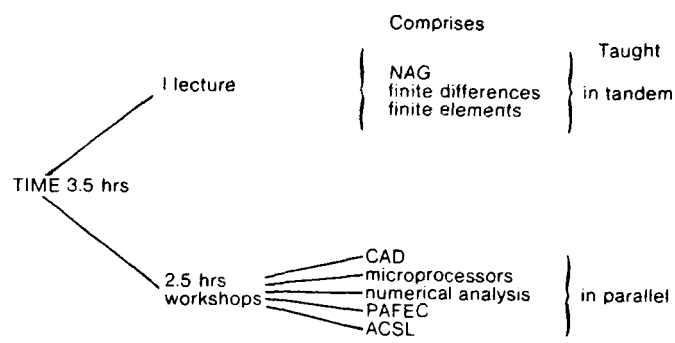 Comprises
Taught
I lecture
NAG
finite differences
finite elements
in tandem
TIME 3.5 hrs
2.5 hrs
workshops
CAD
microprocessors
numerical analysis
PAFEC
ACSL
in parallel